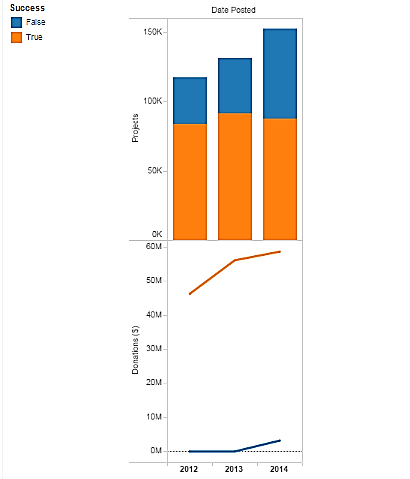 Success
False
True
Date Posted
150K
100K
50K
0K
Projects
60M
50M
40M
30M
20M
10M
0M
Donations ($)
2012 2013 2014